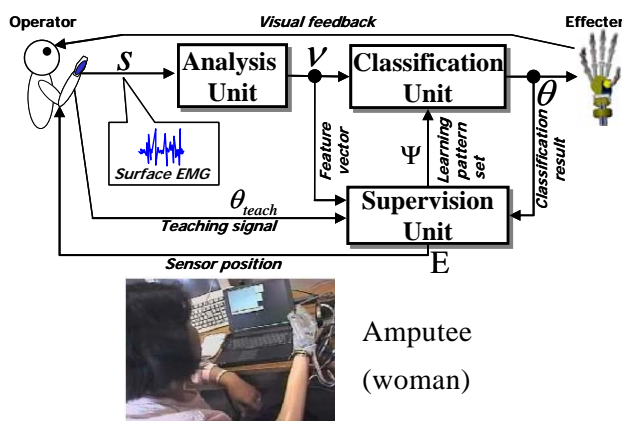 Operator
Visual feedback
Effecter
S
Analysis
Unit
ν
Classification
Unit
θ
Surface EMG
Feature
vector
Ψ
Learning
pattern
set
Classification
result
θteach
Teaching signal
Supervision
Unit
Sensor position
E
Amputee
(woman)